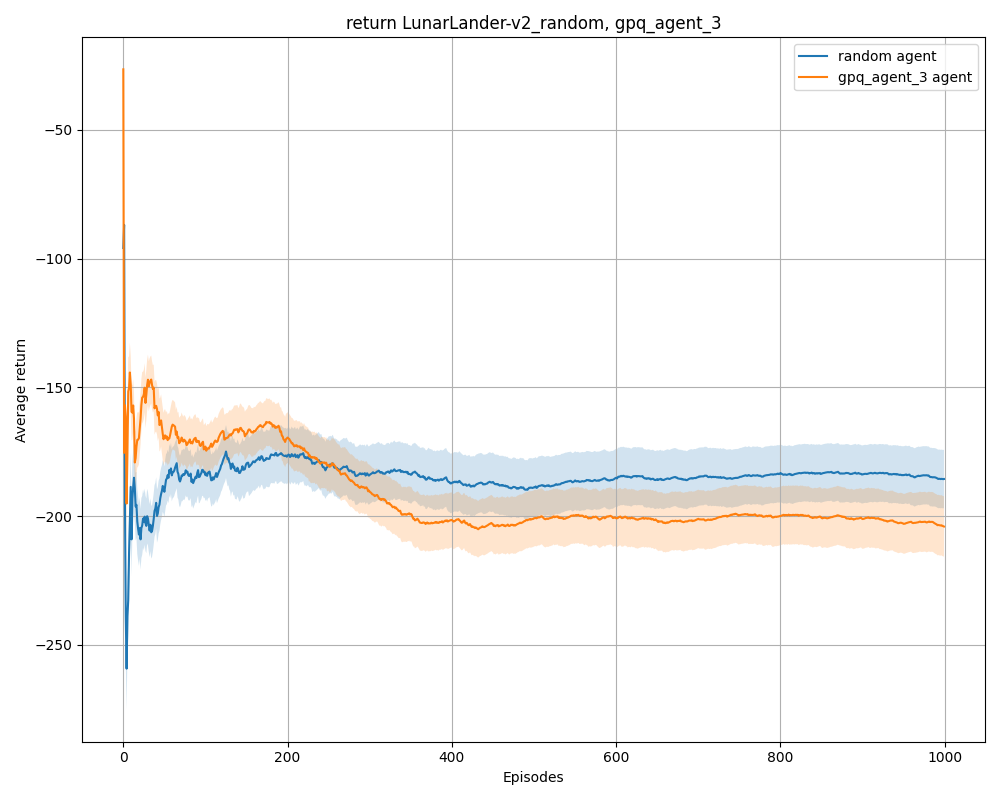 return LunarLander-v2_random, gpq_agent_3
random agent
gpq_agent_3 agent
−50
−100
−150
−200
−250
Average return
0
200
400
600
800
1000
Episodes